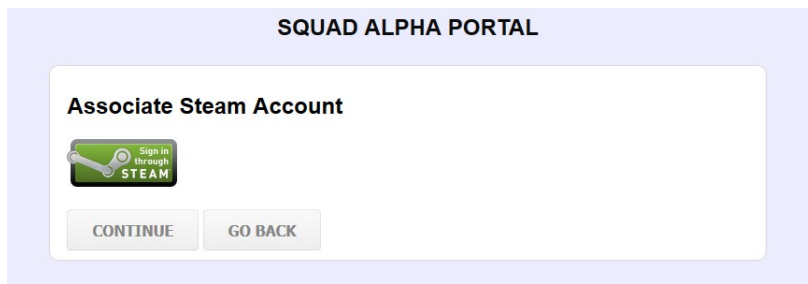 SQUAD ALPHA PORTAL
Associate Steam Account
Sign in
through
STEAM
CONTINUE GO BACK